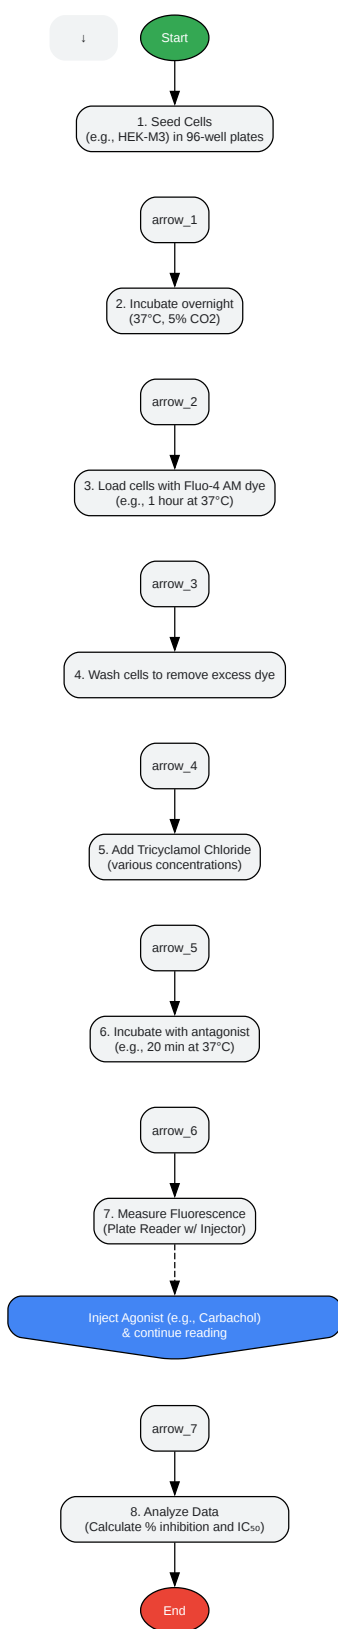 ↓
Start
1. Seed Cells
(e.g., HEK-M3) in 96-well plates
arrow_1
2. Incubate overnight
(37°C, 5% CO2)
arrow_2
3. Load cells with Fluo-4 AM dye
(e.g., 1 hour at 37°C)
arrow_3
4. Wash cells to remove excess dye
arrow_4
5. Add Tricyclamol Chloride
(various concentrations)
arrow_5
6. Incubate with antagonist
(e.g., 20 min at 37°C)
arrow_6
7. Measure Fluorescence
(Plate Reader w/ Injector)
Inject Agonist (e.g., Carbachol)
& continue reading
arrow_7
8. Analyze Data
(Calculate % inhibition and IC₅₀)
End